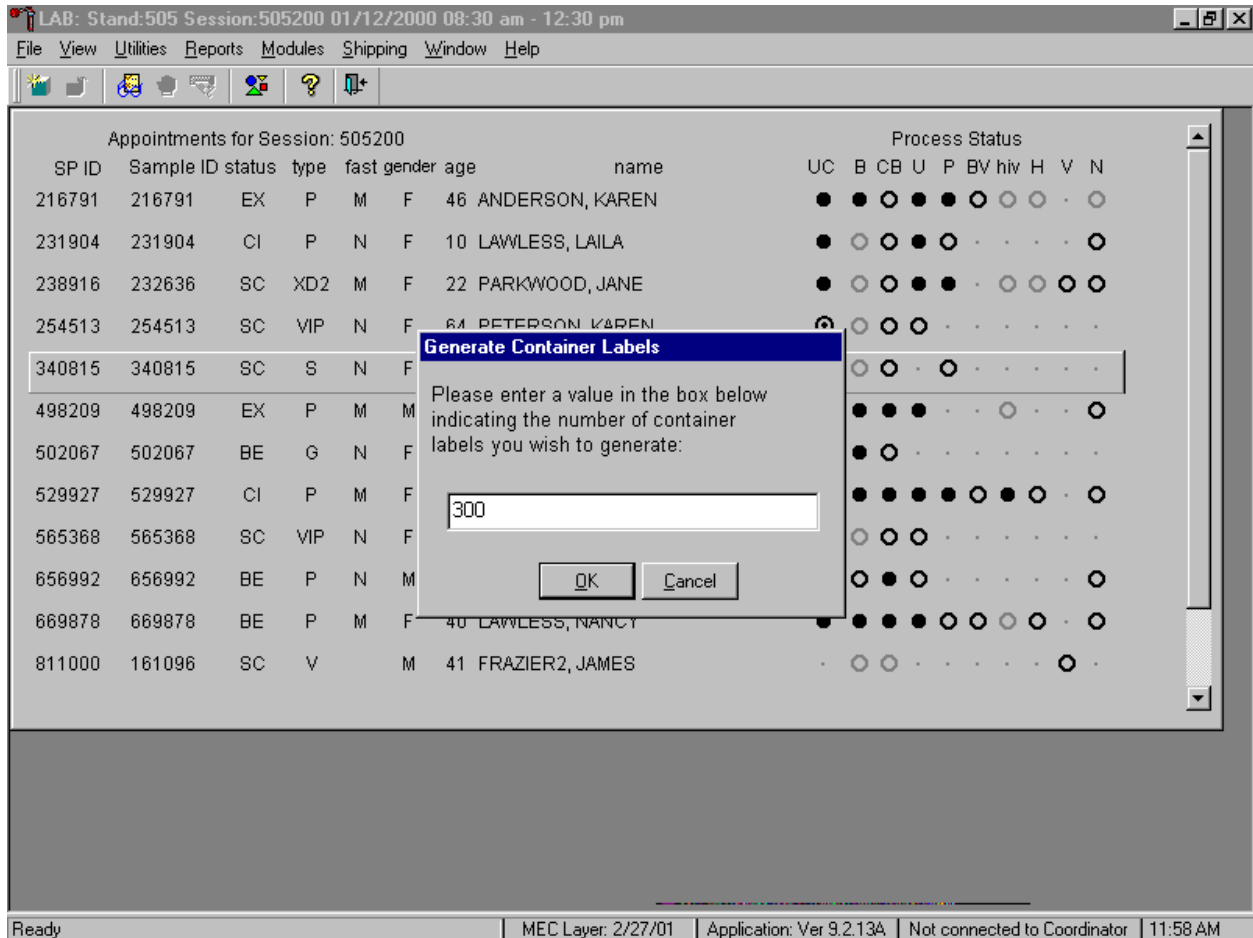 LAB: Stand:505 Session:505200 01/12/2000 08:30 am - 12:30 pm
File View Utilities Reports Modules Shipping Window Help
Appointments for Session: 505200 Process Status
SP ID Sample ID status type fast gender age name UC B CB U P BV hiv H V N
216791 216791 EX P M F 46 ANDERSON, KAREN
231904 231904 CI P N F 10 LAWLESS, LAILA
238916 232636 SC XD2 M F 22 PARKWOOD, JANE
254513 254513 SC VIP N F 64 PETERSON, KAREN
Generate Container Labels
340815 340815 SC S N F
Please enter a value in the box below
498209 498209 EX P M M
indicating the number of container
labels you wish to generate:
502067 502067 BE G N F
529927 529927 CI P M F
300
565368 565368 SC VIP N F
656992 656992 BE P N M
OK Cancel
669878 669878 BE P M F 40 LAWLESS, NANCY
811000 161096 SC V M 41 FRAZIER2, JAMES
Ready MEC Layer: 2/27/01 Application: Ver 9.2.13A Not connected to Coordinator 11:58 AM